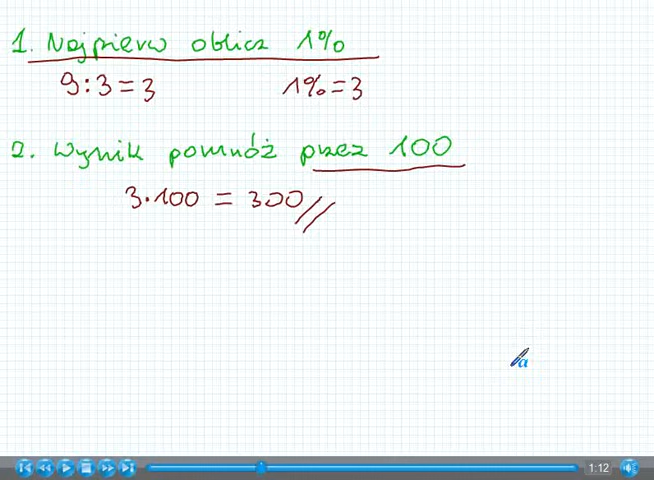 1. Najpierw oblicz 1%
9:3=3 1%=3
2. Wynik pomnóż przez 100
3·100 = 300
1:12